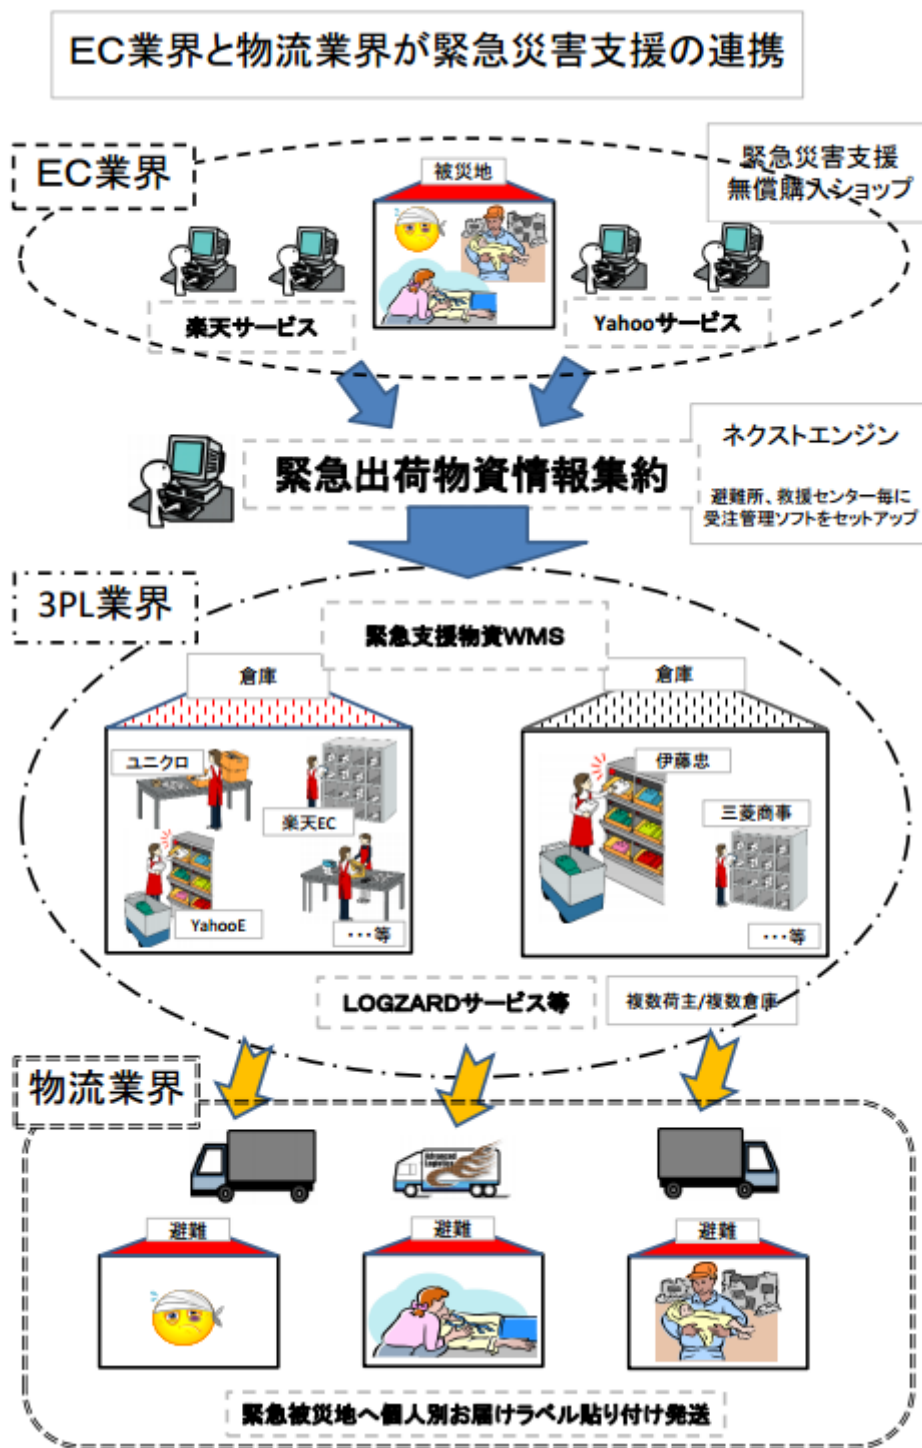 EC業界と物流業界が緊急災害支援の連携
EC業界
被災地
緊急災害支援
無償購入ショップ
楽天サービス
Yahooサービス
緊急出荷物資情報集約
ネクストエンジン
避難所、救援センター毎に
受注管理ソフトをセットアップ
3PL業界
緊急支援物資WMS
倉庫
倉庫
ユニクロ
楽天EC
YahooE
・・・等
伊藤忠
三菱商事
・・・等
LOGZARDサービス等
複数荷主/複数倉庫
物流業界
Advanced
Logistics
避難
避難
避難
緊急被災地へ個人別お届けラベル貼り付け発送